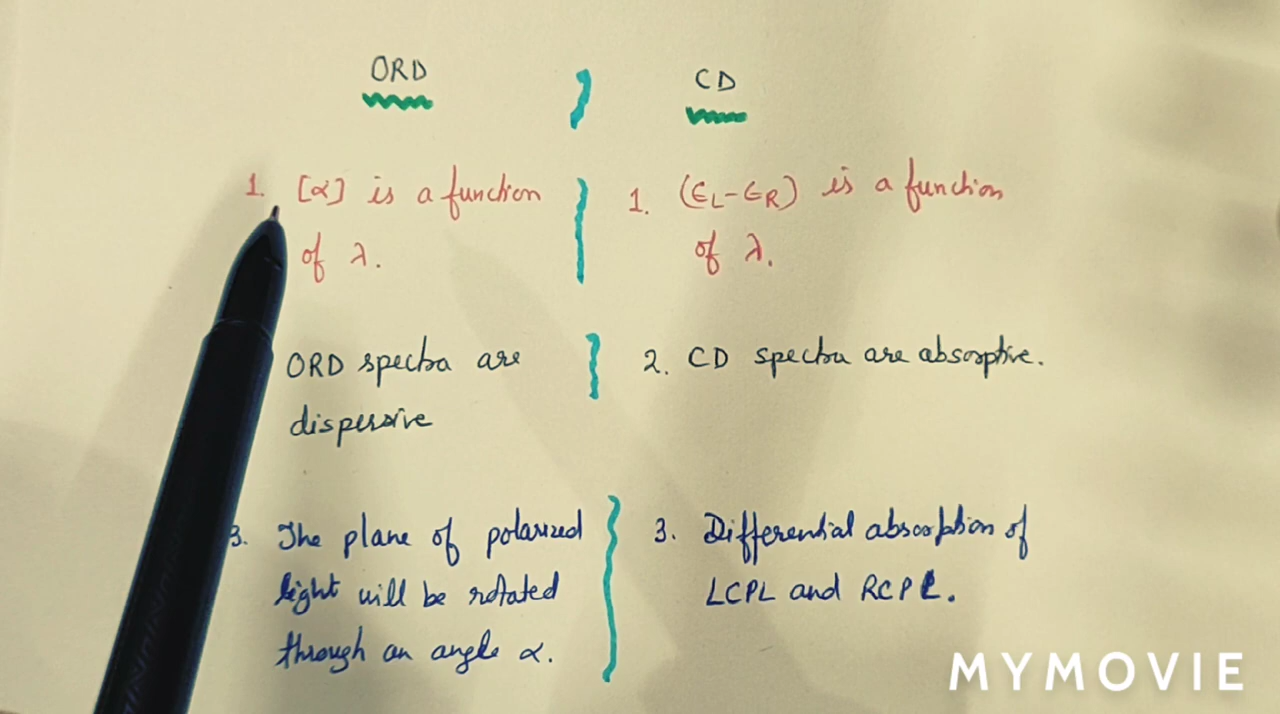 ORD
CD
1. [α] is a function
of λ.
1. (ϵL-ϵR) is a function
of λ.
ORD spectra are
dispersive
2. CD spectra are absorptive.
3. The plane of polarized
light will be rotated
through an angle α.
3. Differential absorption of
LCPL and RCPL.
MYMOVIE